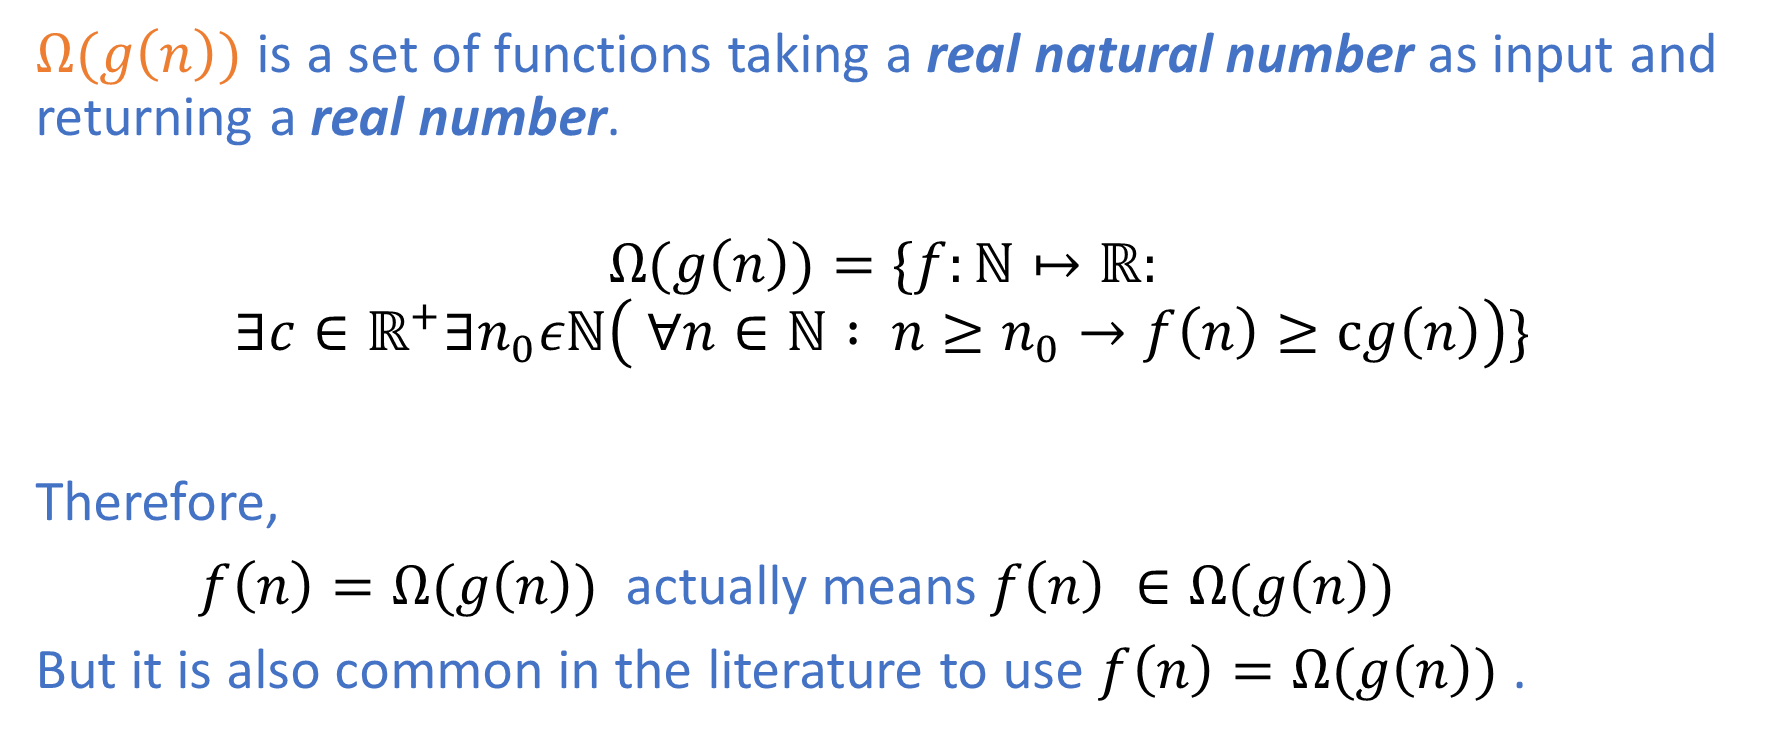 Ω(g(n)) is a set of functions taking a real natural number as input and
returning a real number.
Ω(g(n)) = {f: ℕ ↦ ℝ:
∃c ∈ ℝ⁺∃n₀ϵℕ( ∀n ∈ ℕ : n ≥ n₀ → f(n) ≥ cg(n))}
Therefore,
f(n) = Ω(g(n)) actually means f(n) ∈ Ω(g(n))
But it is also common in the literature to use f(n) = Ω(g(n)) .